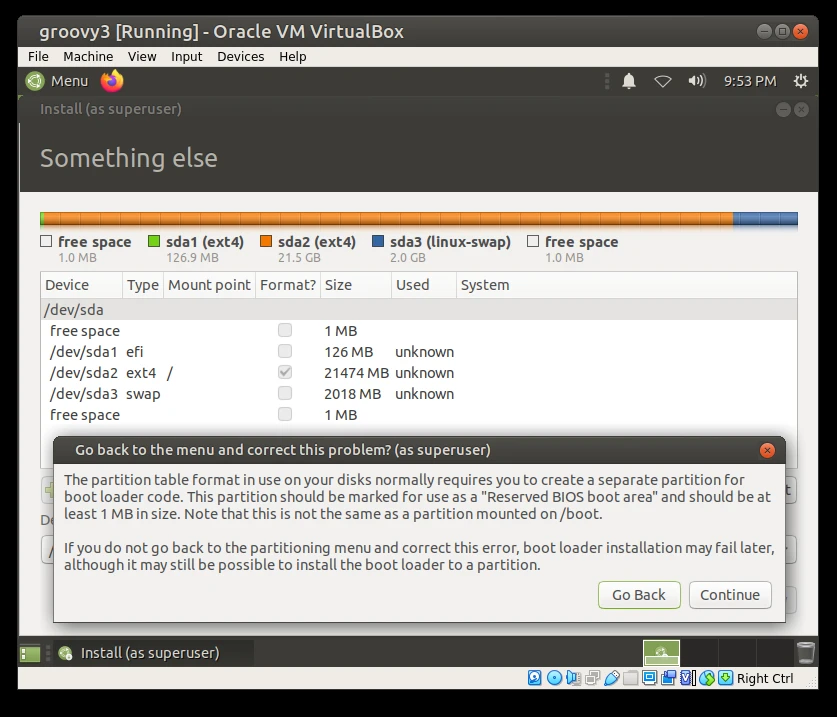 groovy3 [Running] - Oracle VM VirtualBox
File Machine View Input Devices Help
Menu 9:53 PM
Install (as superuser)
Something else
free space sda1 (ext4) sda2 (ext4) sda3 (linux-swap) free space
1.0 MB 126.9 MB 21.5 GB 2.0 GB 1.0 MB
Device Type Mount point Format? Size Used System
/dev/sda
free space 1 MB
/dev/sda1 efi 126 MB unknown
/dev/sda2 ext4 / 21474 MB unknown
/dev/sda3 swap 2018 MB unknown
free space 1 MB
Go back to the menu and correct this problem? (as superuser)
The partition table format in use on your disks normally requires you to create a separate partition for
boot loader code. This partition should be marked for use as a "Reserved BIOS boot area" and should be at
least 1 MB in size. Note that this is not the same as a partition mounted on /boot.
If you do not go back to the partitioning menu and correct this error, boot loader installation may fail later,
although it may still be possible to install the boot loader to a partition.
Go Back Continue
Install (as superuser)
Right Ctrl